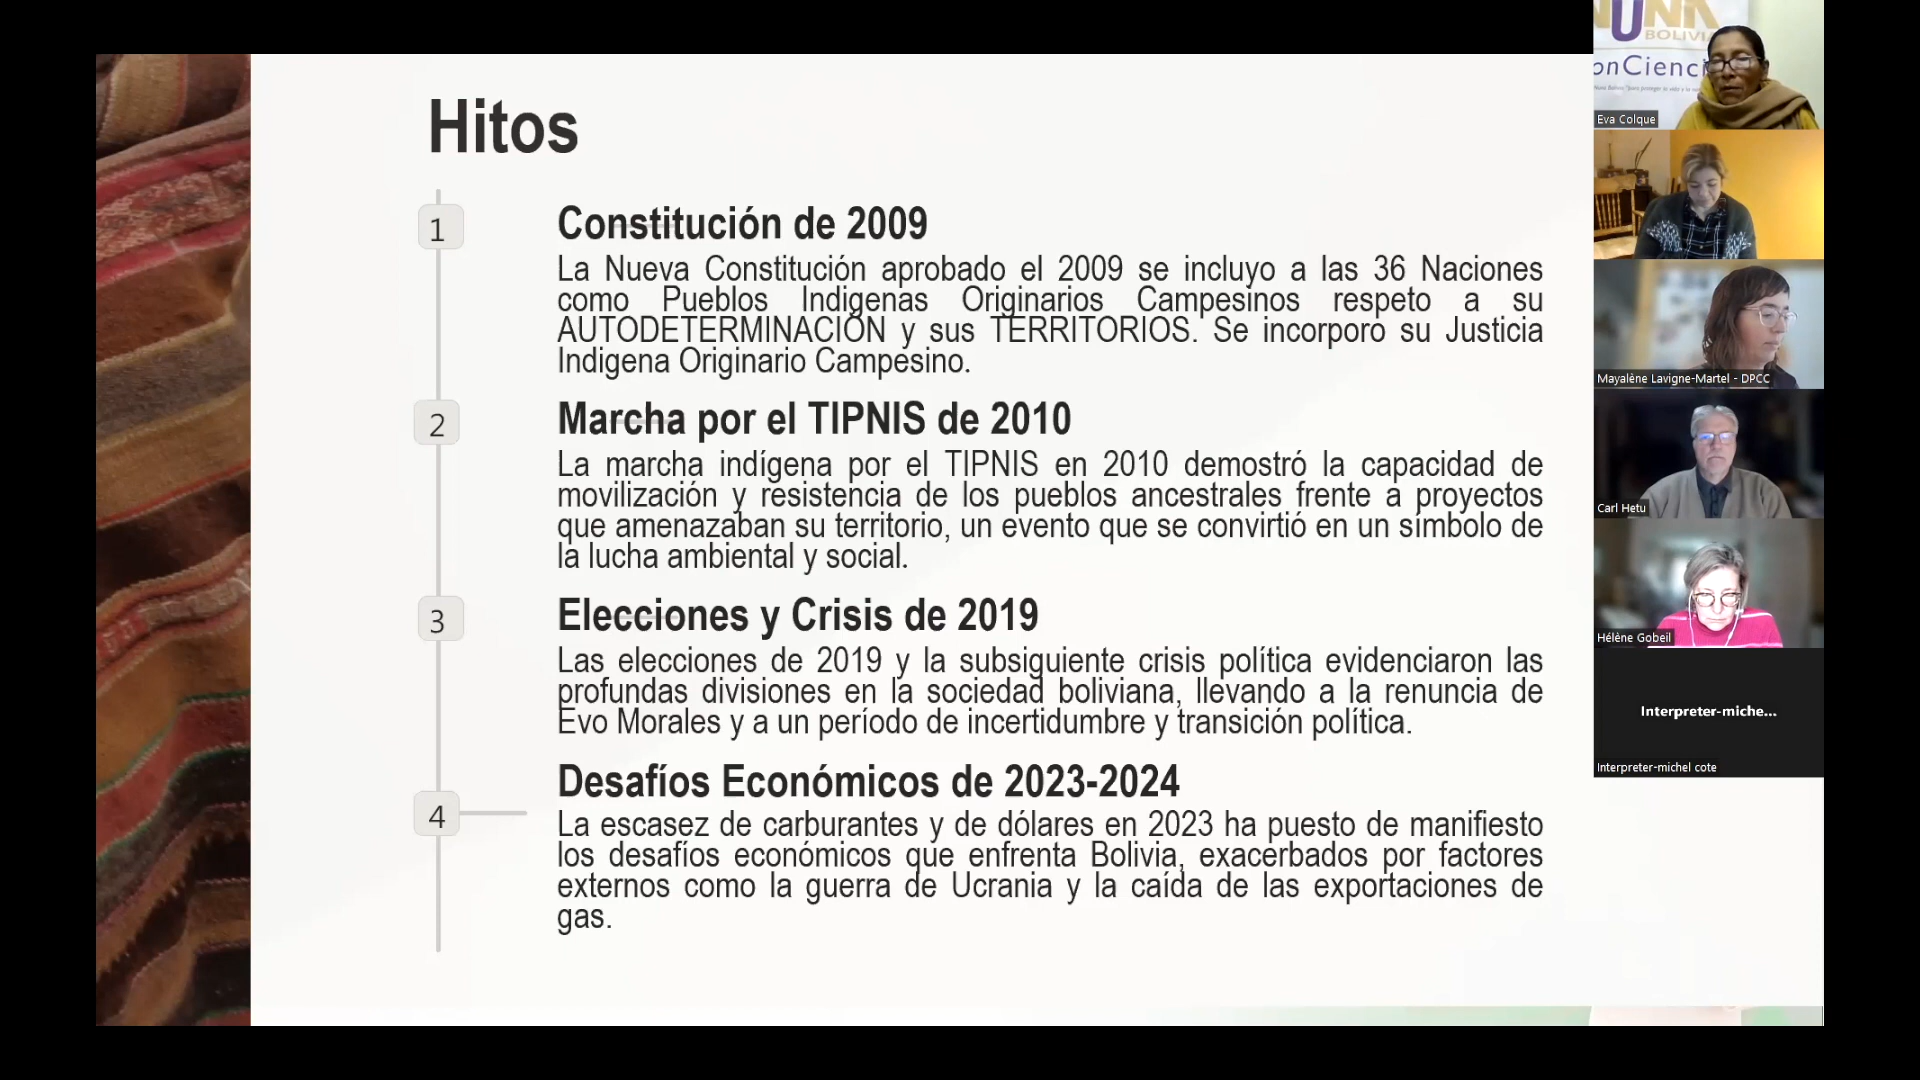 Hitos
1
Constitución de 2009
La Nueva Constitución aprobado el 2009 se incluyo a las 36 Naciones
como Pueblos Indigenas Originarios Campesinos respeto a su
AUTODETERMINACIÓN y sus TERRITORIOS. Se incorporo su Justicia
Indigena Originario Campesino.
2
Marcha por el TIPNIS de 2010
La marcha indígena por el TIPNIS en 2010 demostró la capacidad de
movilización y resistencia de los pueblos ancestrales frente a proyectos
que amenazaban su territorio, un evento que se convirtió en un símbolo de
la lucha ambiental y social.
3
Elecciones y Crisis de 2019
Las elecciones de 2019 y la subsiguiente crisis política evidenciaron las
profundas divisiones en la sociedad boliviana, llevando a la renuncia de
Evo Morales y a un período de incertidumbre y transición política.
4
Desafíos Económicos de 2023-2024
La escasez de carburantes y de dólares en 2023 ha puesto de manifiesto
los desafíos económicos que enfrenta Bolivia, exacerbados por factores
externos como la guerra de Ucrania y la caída de las exportaciones de
gas.
BOLIVI
onCienci
Eva Colque
Mayalène Lavigne-Martel - DPCC
Carl Hetu
Hélène Gobeil
Interpreter-miche...
Interpreter-michel cote